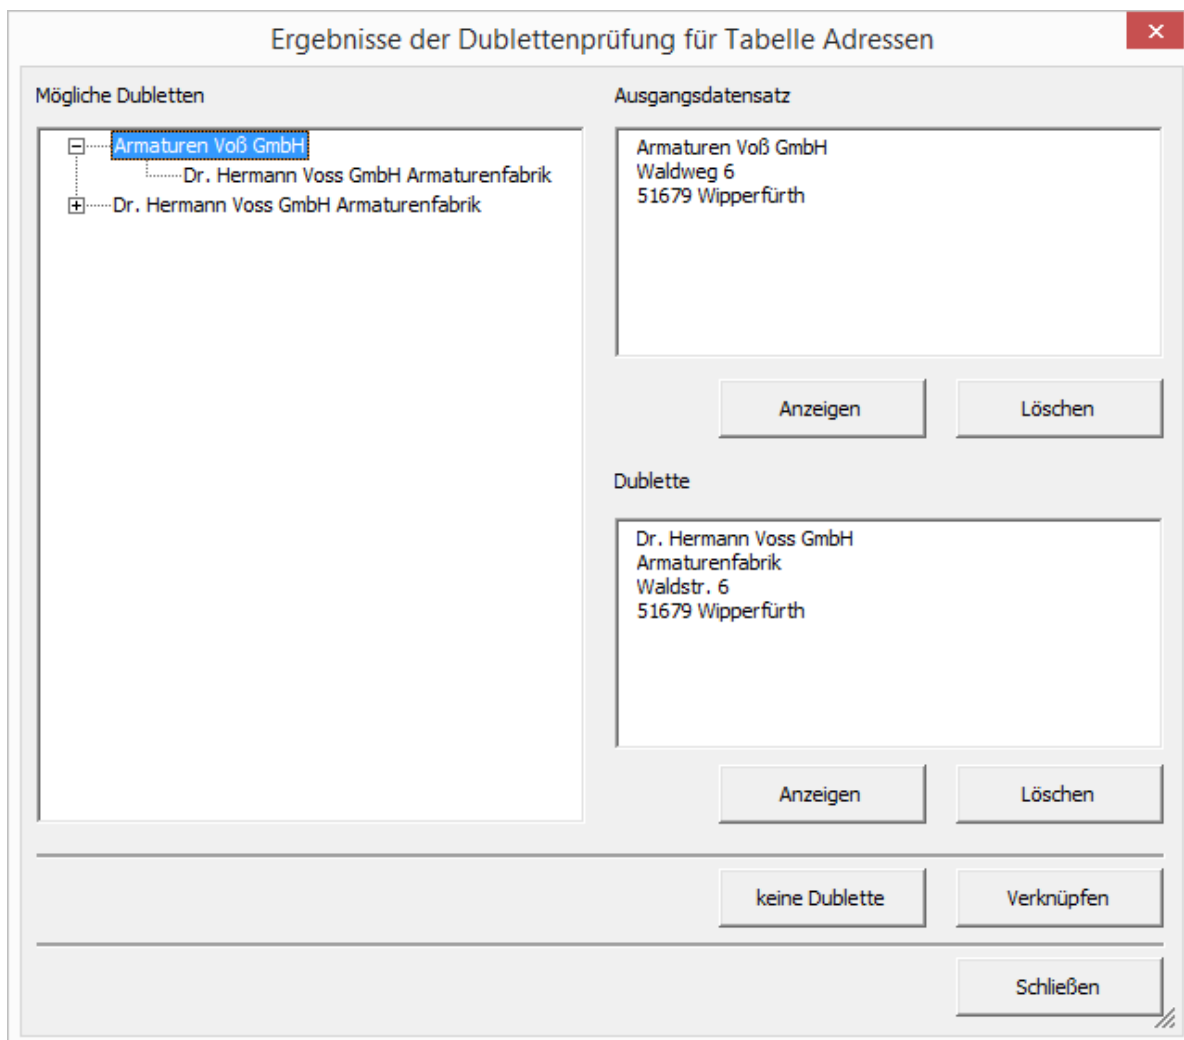 Ergebnisse der Dublettenprüfung für Tabelle Adressen
Mögliche Dubletten
Armaturen Voß GmbH
Dr. Hermann Voss GmbH Armaturenfabrik
Dr. Hermann Voss GmbH Armaturenfabrik
Ausgangsdatensatz
Armaturen Voß GmbH
Waldweg 6
51679 Wipperfürth
Anzeigen
Löschen
Dublette
Dr. Hermann Voss GmbH
Armaturenfabrik
Waldstr. 6
51679 Wipperfürth
Anzeigen
Löschen
keine Dublette
Verknüpfen
Schließen